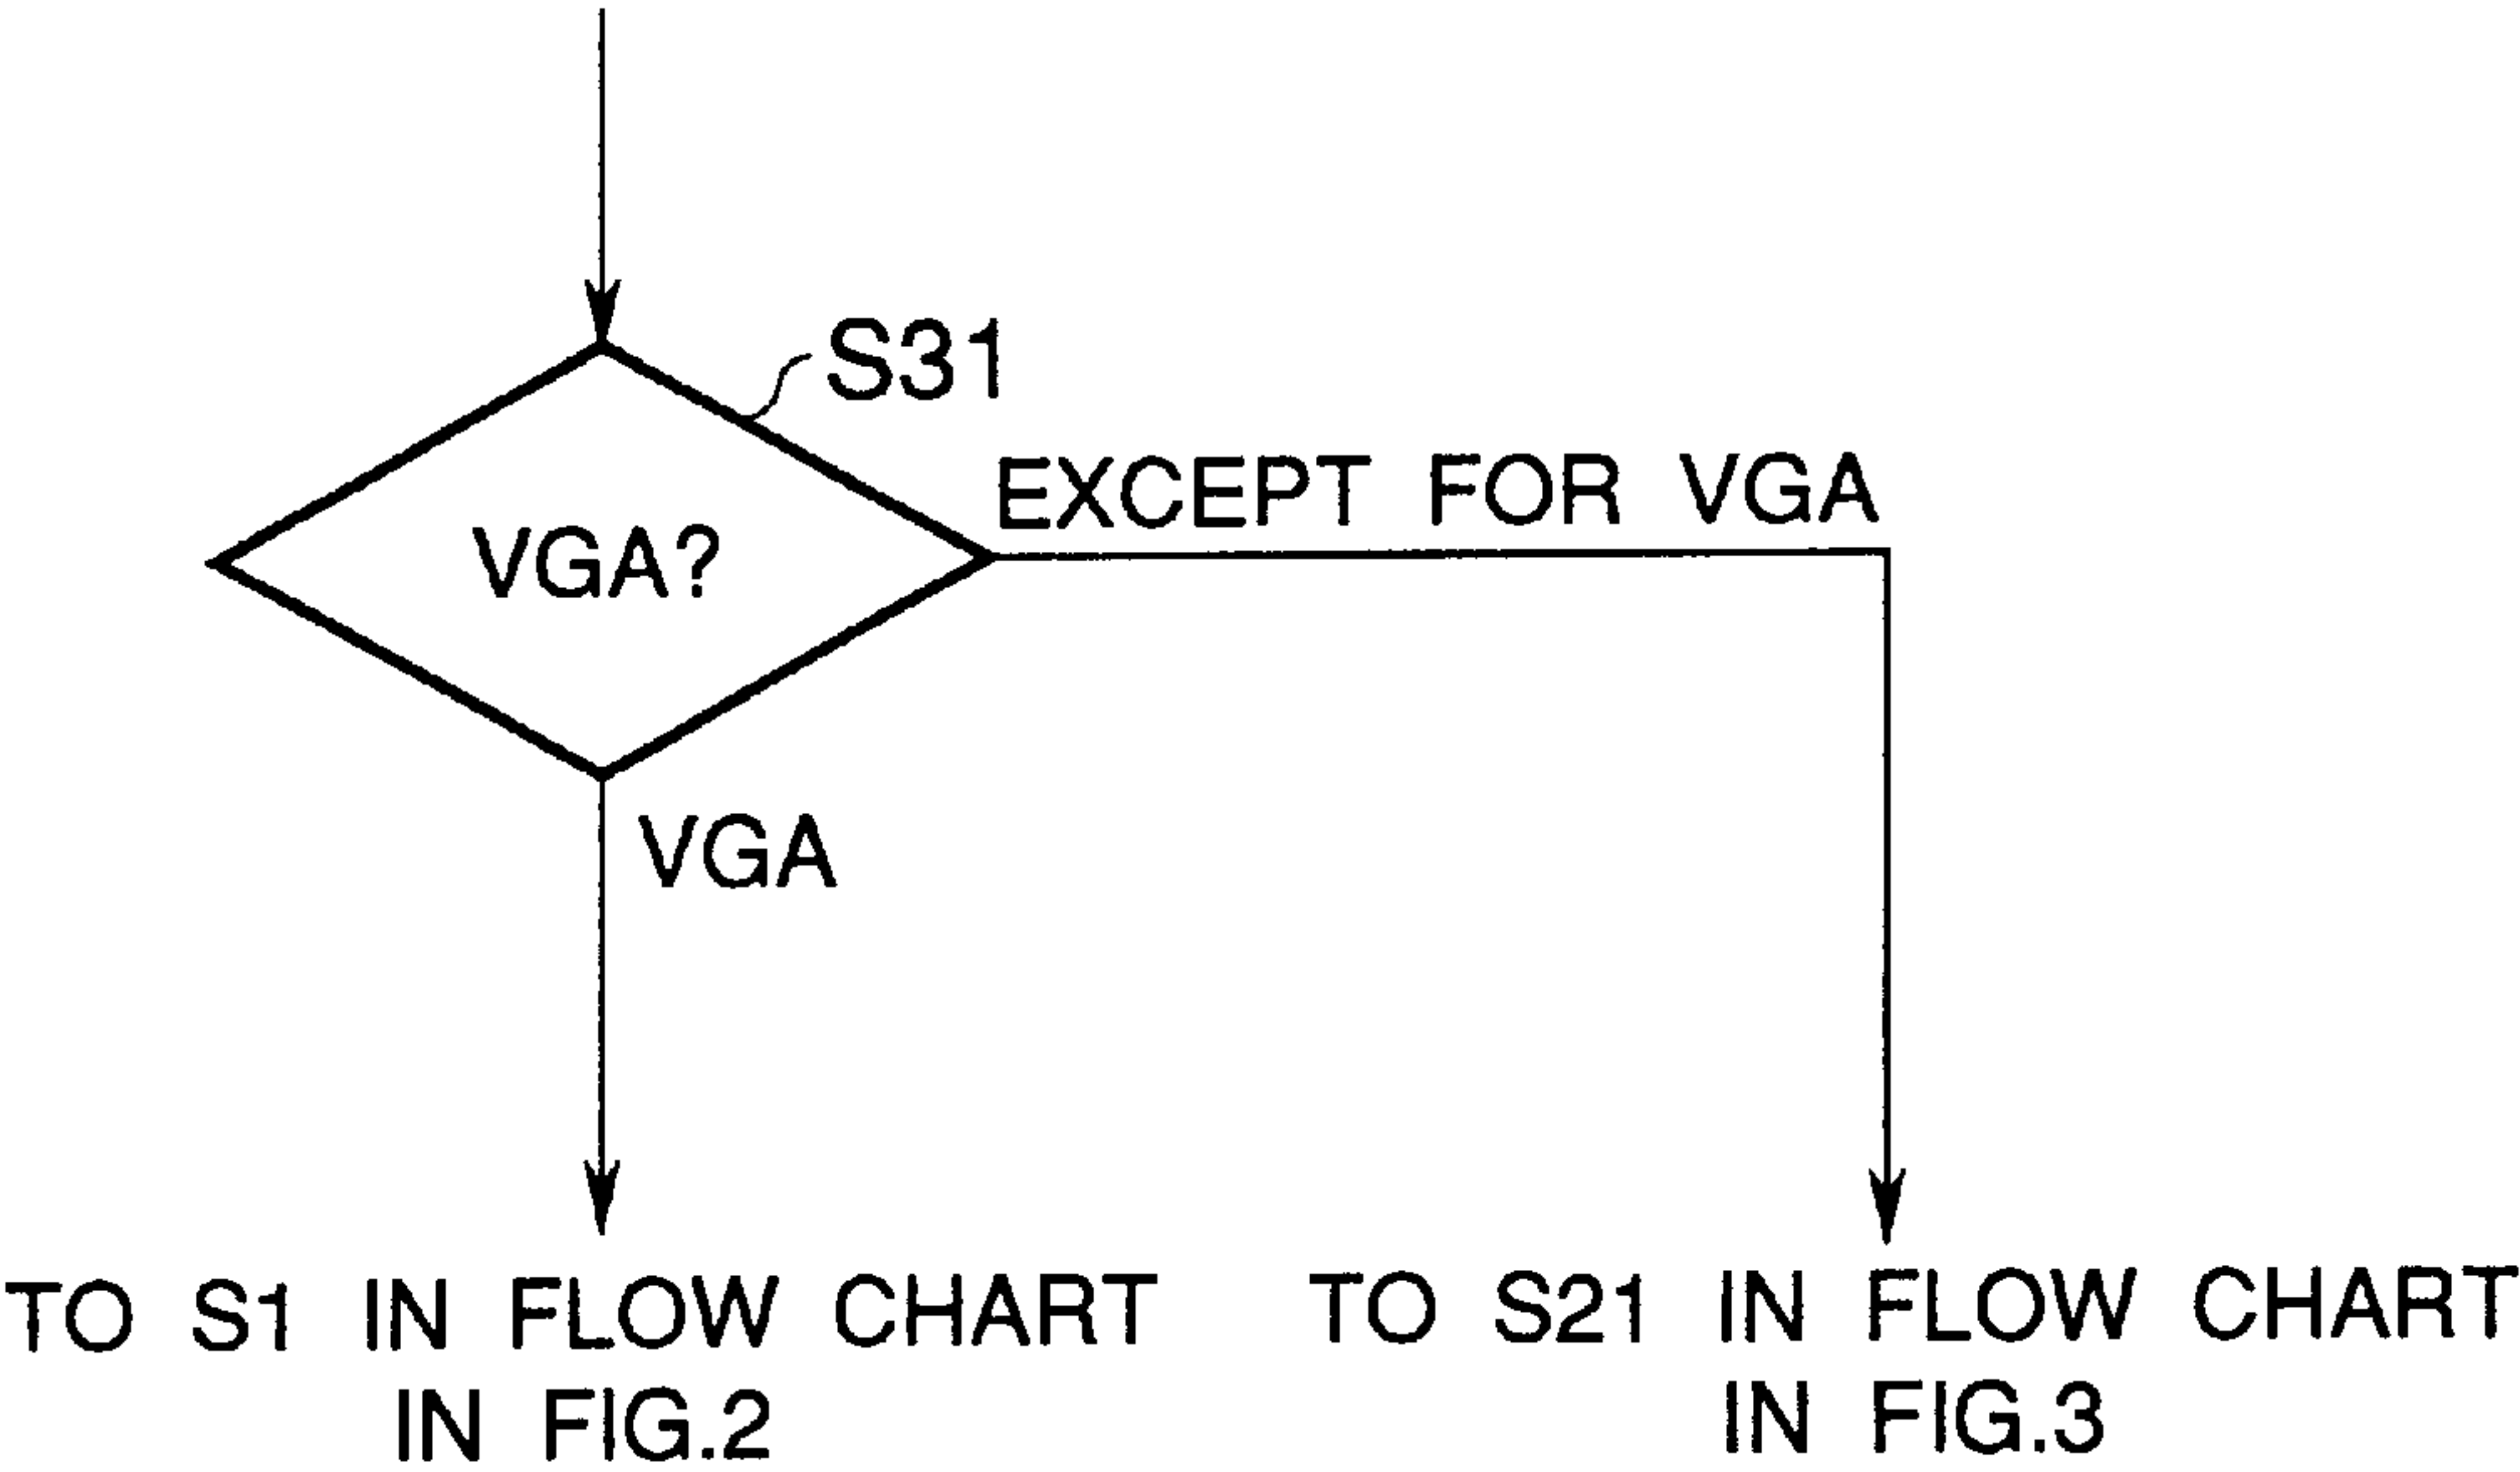 S31
EXCEPT FOR VGA
VGA?
VGA
TO S1 IN FLOW CHART
IN FIG.2
TO S21 IN FLOW CHART
IN FIG.3